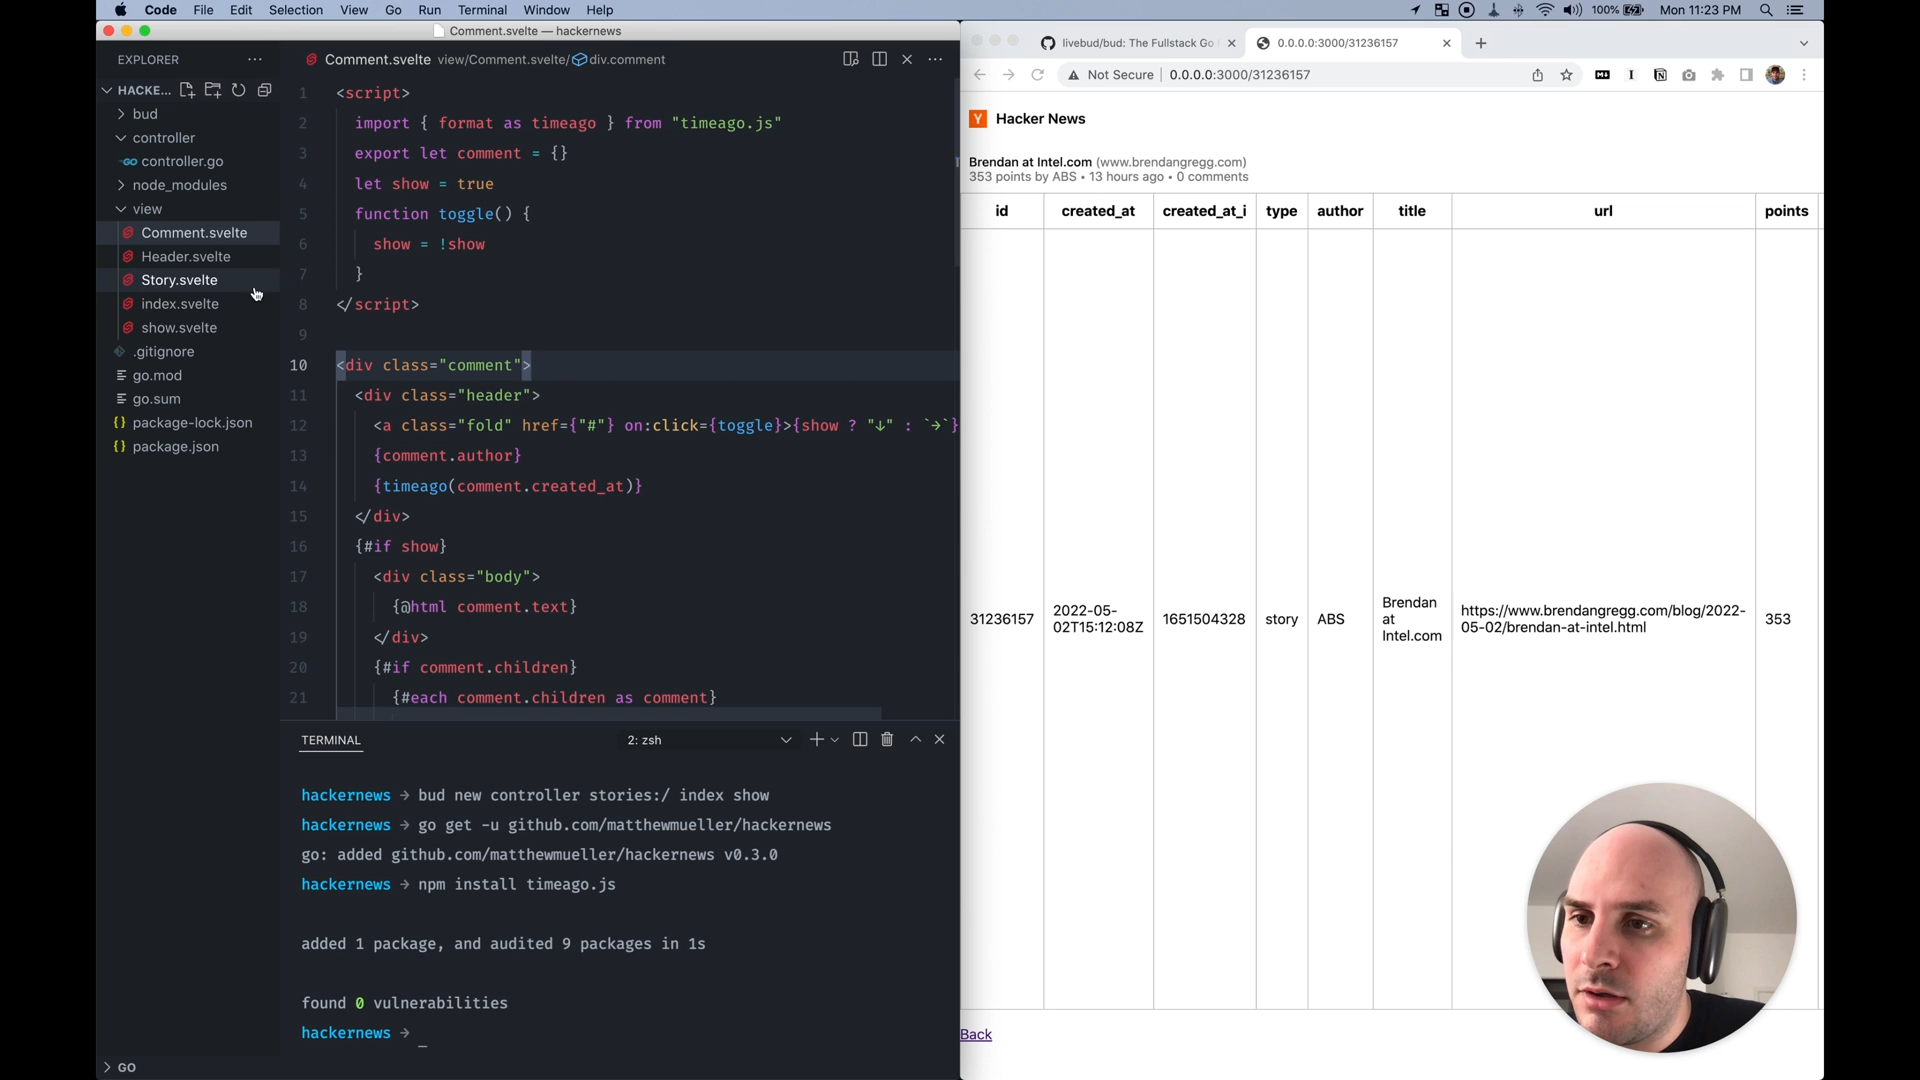 Code File Edit Selection View Go Run Terminal Window Help
100% Mon 11:23 PM
Comment.svelte — hackernews
EXPLORER
HACKE...
bud
controller
controller.go
node_modules
view
Comment.svelte
Header.svelte
Story.svelte
index.svelte
show.svelte
.gitignore
go.mod
go.sum
package-lock.json
package.json
GO
Comment.svelte view/Comment.svelte/div.comment
1 <script>
2 import { format as timeago } from "timeago.js"
3 export let comment = {}
4 let show = true
5 function toggle() {
6 show = !show
7 }
8 </script>
9
10 <div class="comment">
11 <div class="header">
12 <a class="fold" href={"#"} on:click={toggle}>{show ? "↓" : `→`}
13 {comment.author}
14 {timeago(comment.created_at)}
15 </div>
16 {#if show}
17 <div class="body">
18 {@html comment.text}
19 </div>
20 {#if comment.children}
21 {#each comment.children as comment}
TERMINAL
2: zsh
hackernews → bud new controller stories:/ index show
hackernews → go get -u github.com/matthewmueller/hackernews
go: added github.com/matthewmueller/hackernews v0.3.0
hackernews → npm install timeago.js
added 1 package, and audited 9 packages in 1s
found 0 vulnerabilities
hackernews →
livebud/bud: The Fullstack Go
0.0.0.0:3000/31236157
Not Secure | 0.0.0.0:3000/31236157
Y Hacker News
Brendan at Intel.com (www.brendangregg.com)
353 points by ABS • 13 hours ago • 0 comments
id created_at created_at_i type author title url points
31236157 2022-05-02T15:12:08Z 1651504328 story ABS Brendan at Intel.com https://www.brendangregg.com/blog/2022-05-02/brendan-at-intel.html 353
Back